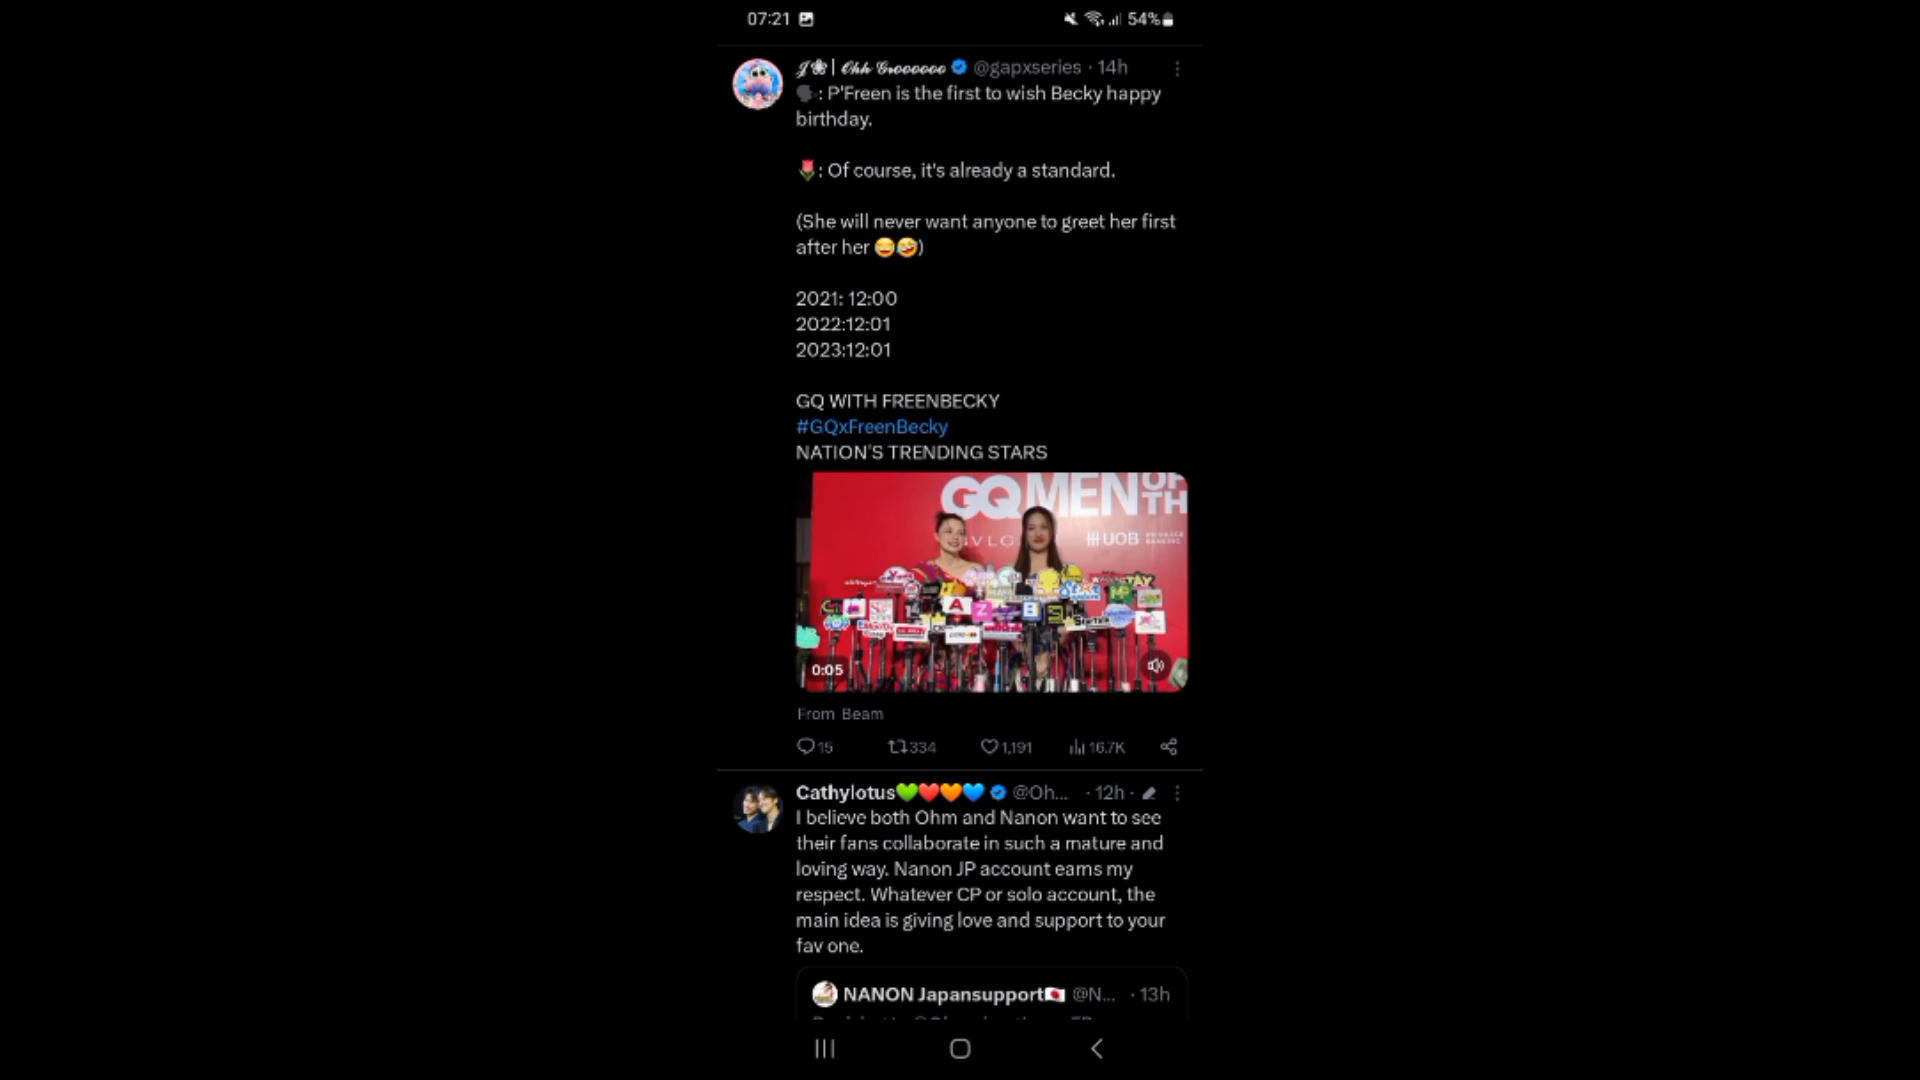 07:21 54%
J | Ohh Grooooooo @gapxseries · 14h
: P'Freen is the first to wish Becky happy
birthday.
: Of course, it's already a standard.
(She will never want anyone to greet her first
after her 😂🤣)
2021: 12:00
2022:12:01
2023:12:01
GQ WITH FREENBECKY
#GQxFreenBecky
NATION'S TRENDING STARS
GQ MEN OF
TH
VLG UOB
A Z B
0:05
From Beam
15 334 1,191 16.7K
Cathylotus💚❤️🧡💙 @Oh... · 12h ·
I believe both Ohm and Nanon want to see
their fans collaborate in such a mature and
loving way. Nanon JP account earns my
respect. Whatever CP or solo account, the
main idea is giving love and support to your
fav one.
NANON Japansupport🇯🇵 @N... · 13h